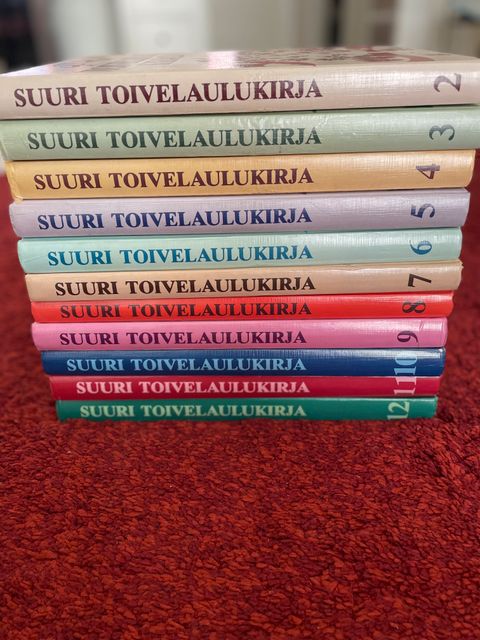 SUURI TOIVELAULUKIRJA 2
SUURI TOIVELAULUKIRJA 3
SUURI TOIVELAULUKIRJA 4
SUURI TOIVELAULUKIRJA 5
SUURI TOIVELAULUKIRJA 6
SUURI TOIVELAULUKIRJA 7
SUURI TOIVELAULUKIRJA 8
SUURI TOIVELAULUKIRJA 9
SUURI TOIVELAULUKIRJA 10
SUURI TOIVELAULUKIRJA 11
SUURI TOIVELAULUKIRJA 12